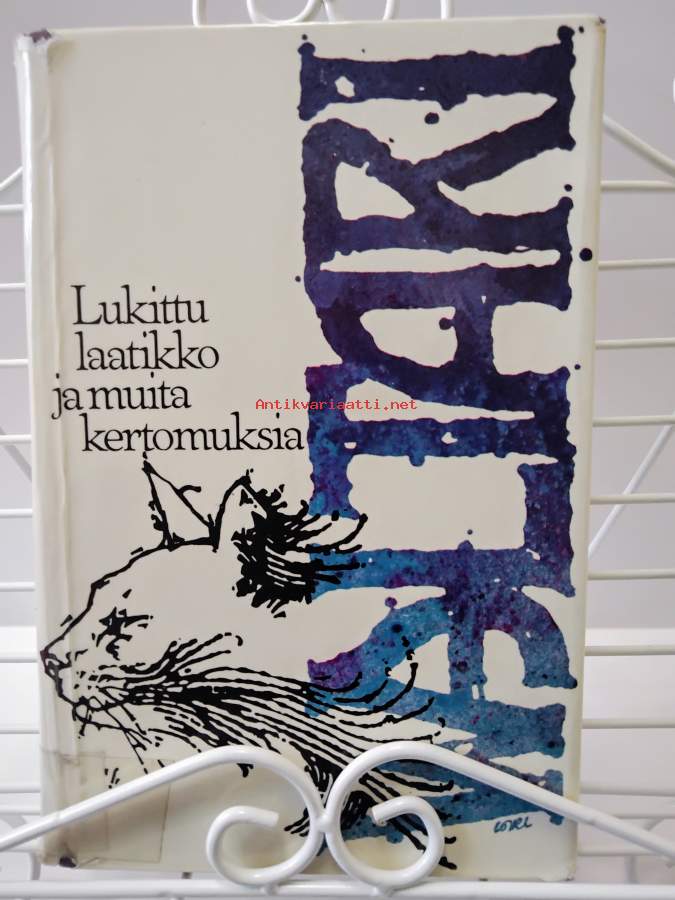 Lukittu
laatikko
ja muita
kertomuksia
WALTARI
Antikvariaatti.net